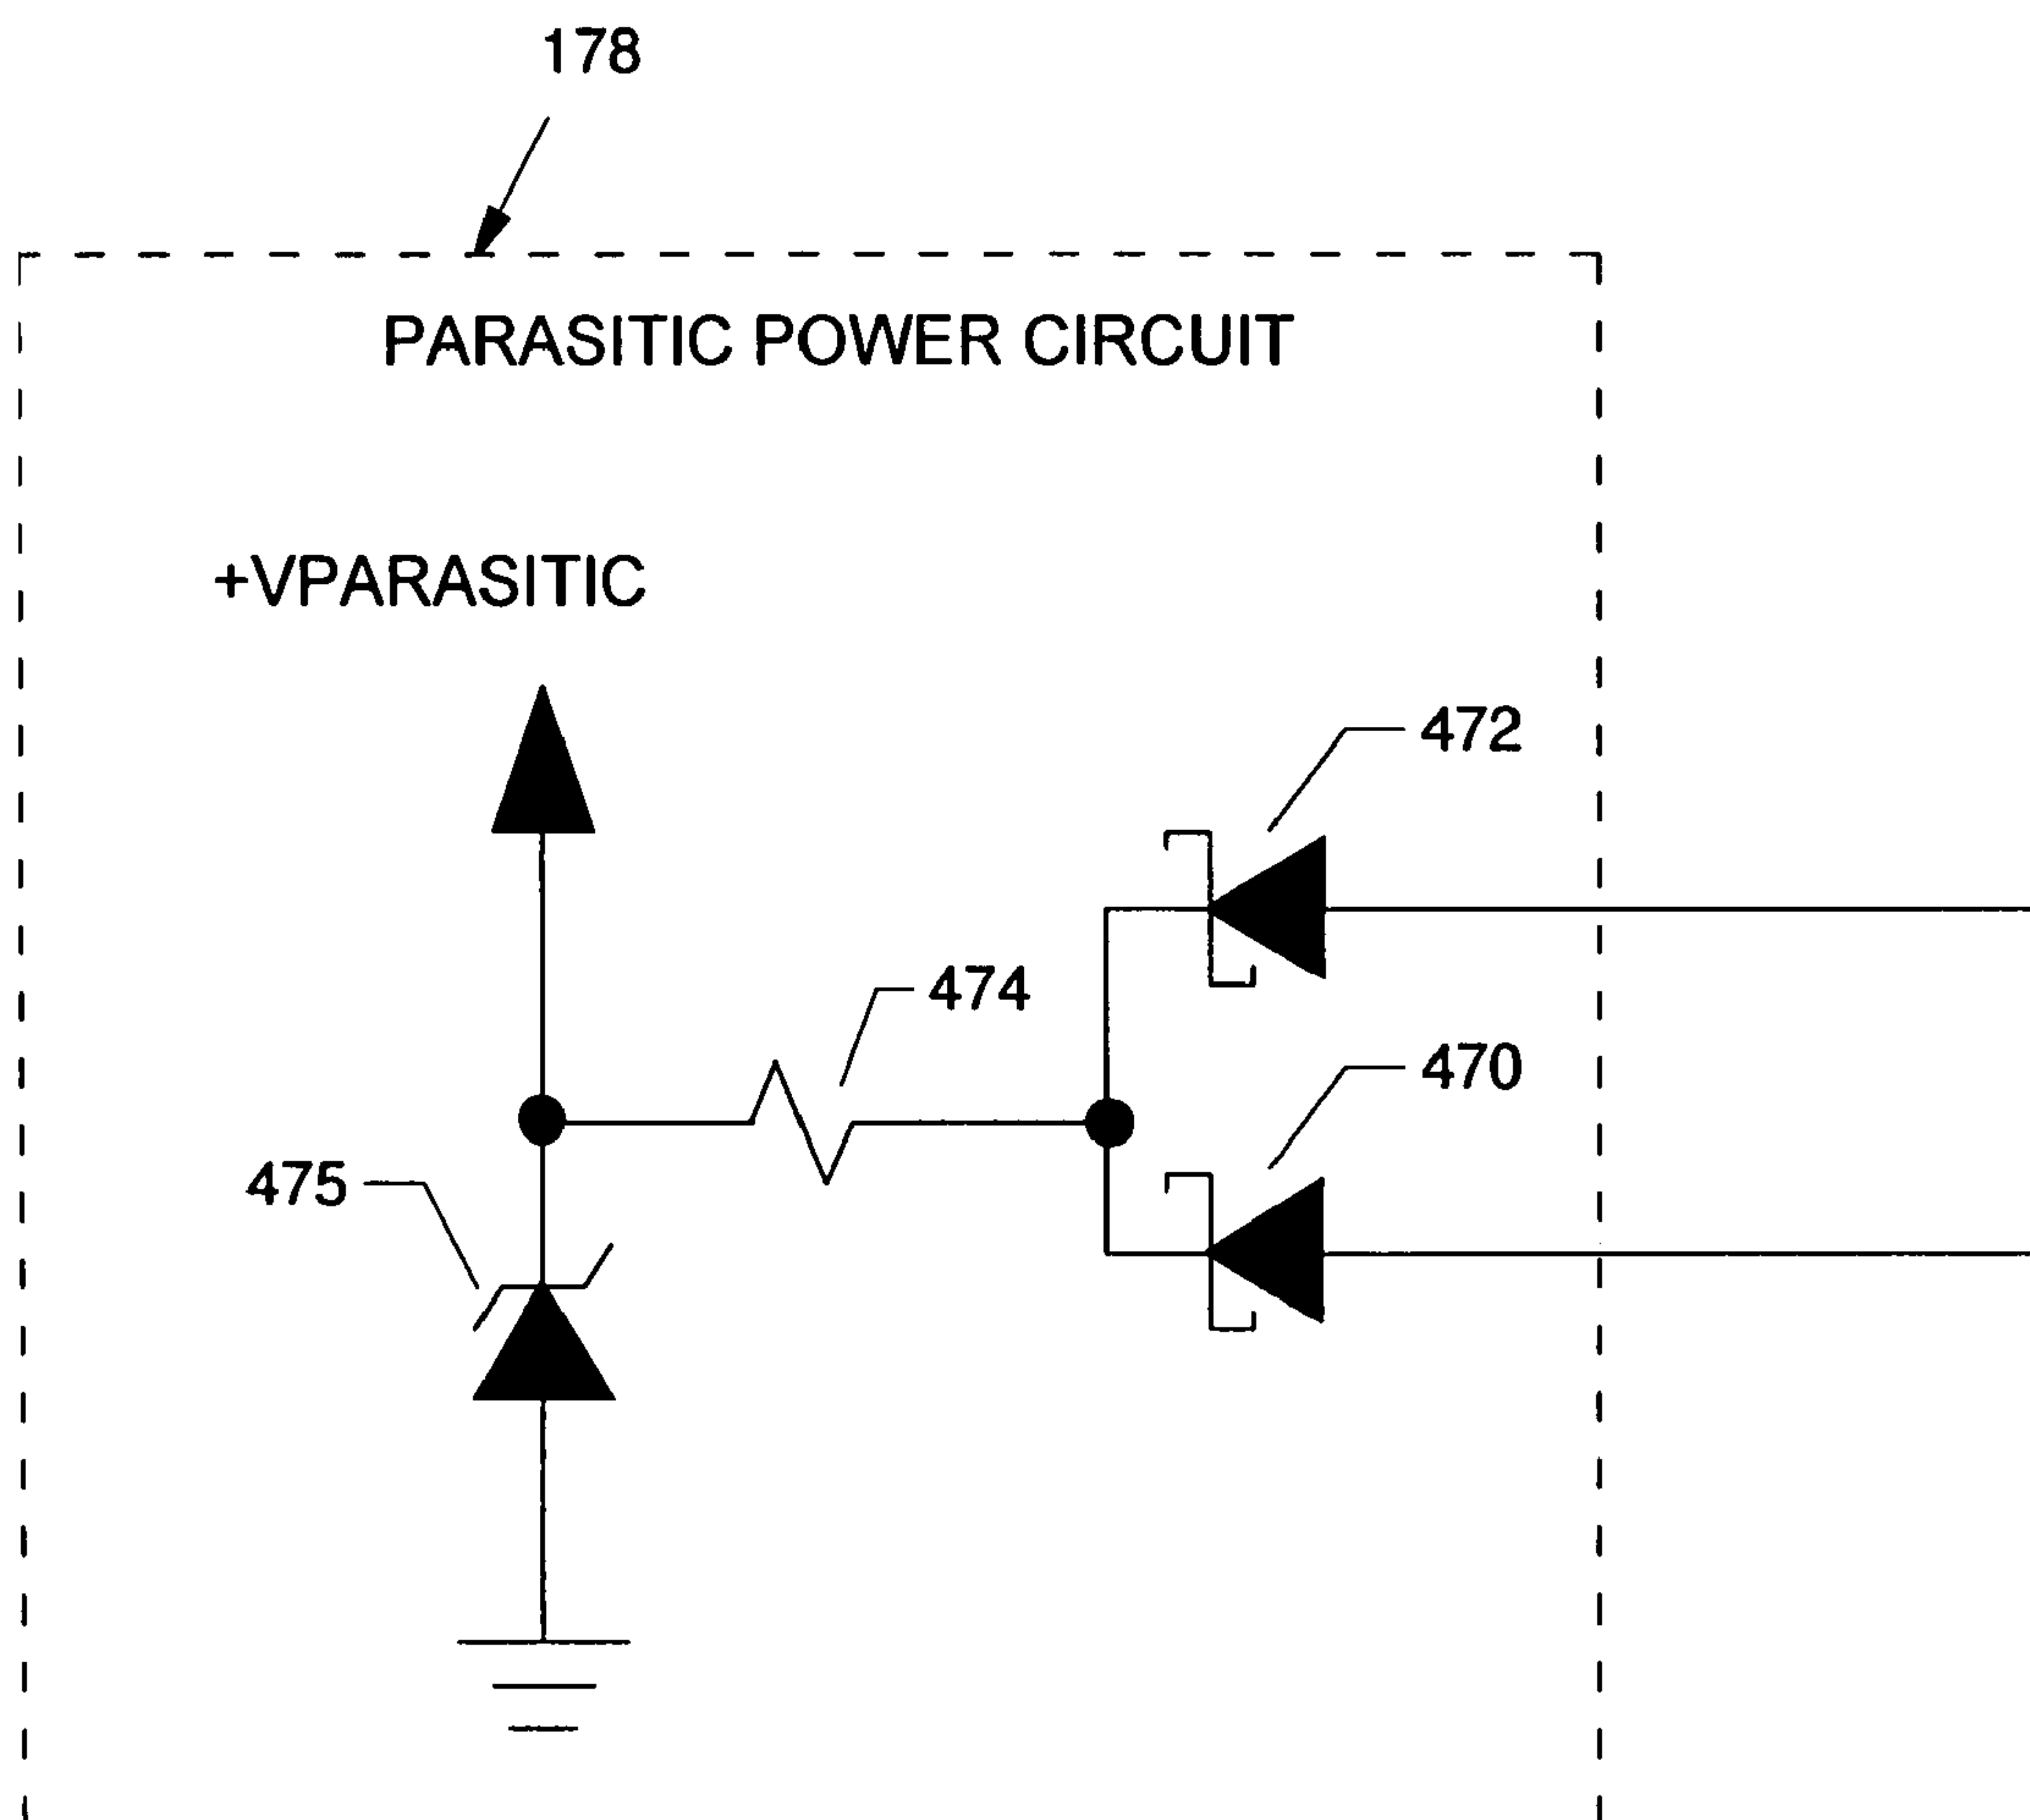 178
PARASITIC POWER CIRCUIT
+VPARASITIC
472
474
470
475